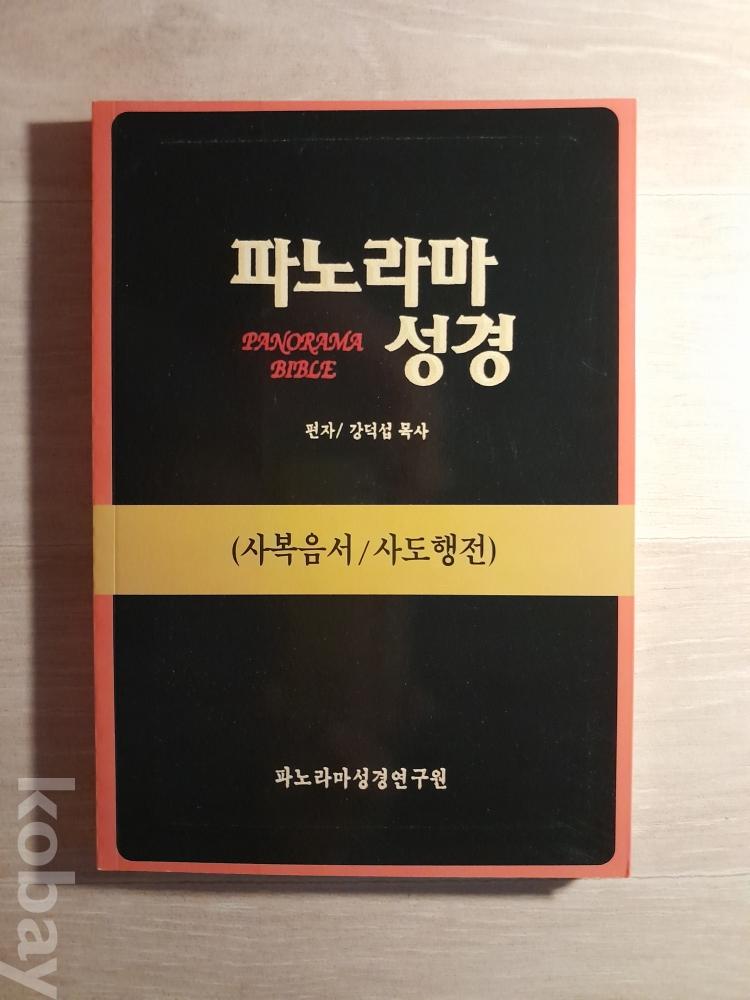 파노라마
성경
PANORAMA
BIBLE
편자/ 강덕섭 목사
(사복음서/사도행전)
파노라마성경연구원
kobay